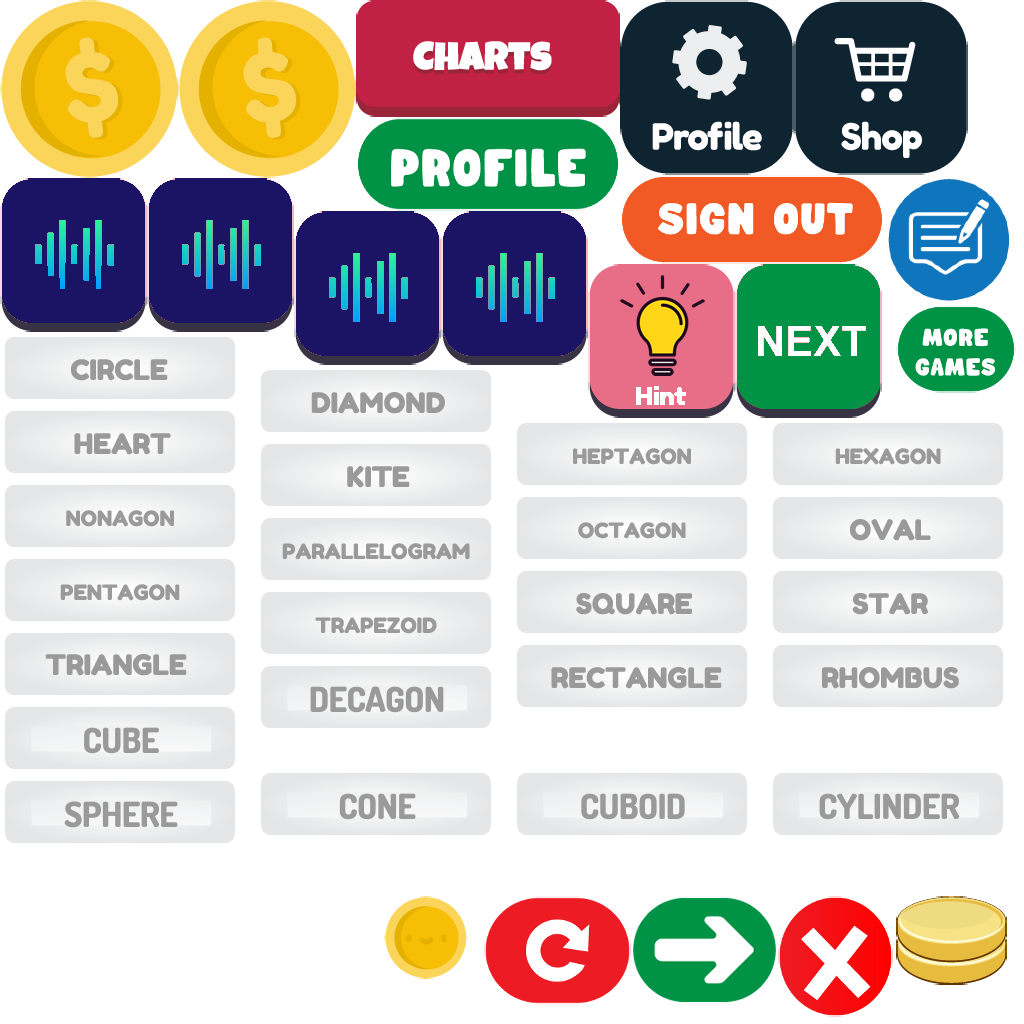 $
$
CHARTS
Profile
Shop
PROFILE
SIGN OUT
Hint
NEXT
MORE
GAMES
CIRCLE
HEART
NONAGON
PENTAGON
TRIANGLE
CUBE
SPHERE
DIAMOND
KITE
PARALLELOGRAM
TRAPEZOID
DECAGON
CONE
HEPTAGON
OCTAGON
SQUARE
RECTANGLE
CUBOID
HEXAGON
OVAL
STAR
RHOMBUS
CYLINDER